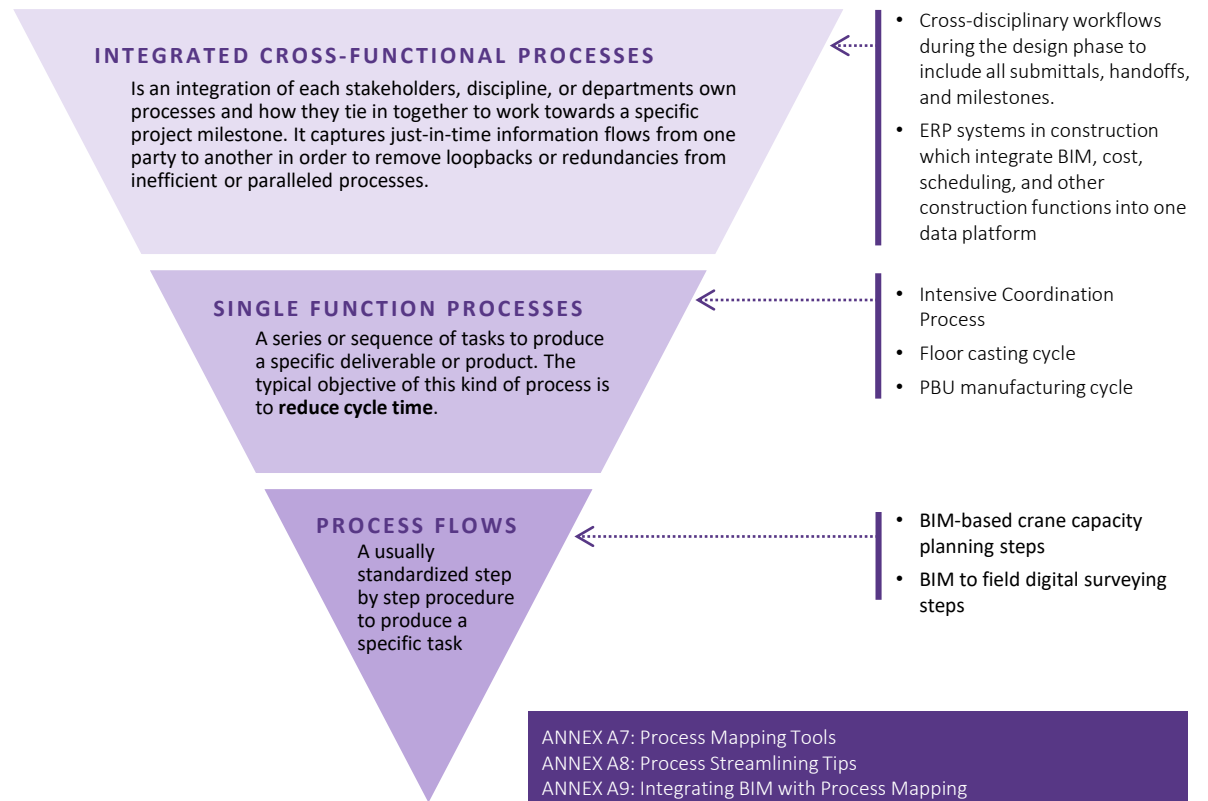 INTEGRATED CROSS-FUNCTIONAL PROCESSES
Is an integration of each stakeholders, discipline, or departments own
processes and how they tie in together to work towards a specific
project milestone. It captures just-in-time information flows from one
party to another in order to remove loopbacks or redundancies from
inefficient or paralleled processes.
• Cross-disciplinary workflows
during the design phase to
include all submittals, handoffs,
and milestones.
• ERP systems in construction
which integrate BIM, cost,
scheduling, and other
construction functions into one
data platform
SINGLE FUNCTION PROCESSES
A series or sequence of tasks to produce
a specific deliverable or product. The
typical objective of this kind of process is
to reduce cycle time.
• Intensive Coordination
Process
• Floor casting cycle
• PBU manufacturing cycle
PROCESS FLOWS
A usually
standardized step
by step procedure
to produce a
specific task
• BIM-based crane capacity
planning steps
• BIM to field digital surveying
steps
ANNEX A7: Process Mapping Tools
ANNEX A8: Process Streamlining Tips
ANNEX A9: Integrating BIM with Process Mapping